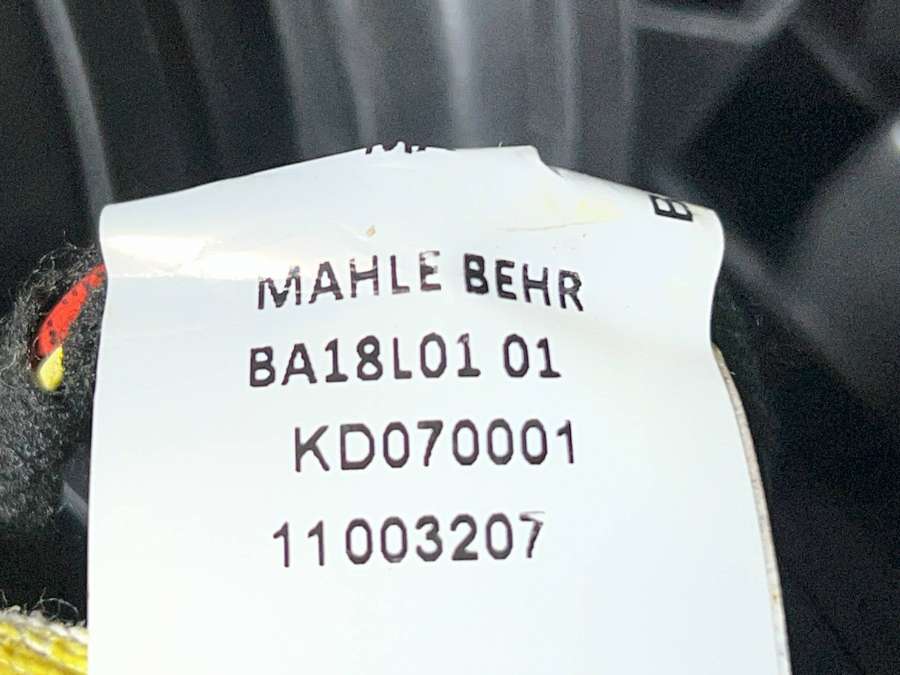 MAHLE BEHR
BA18L01 01
KD070001
11003207